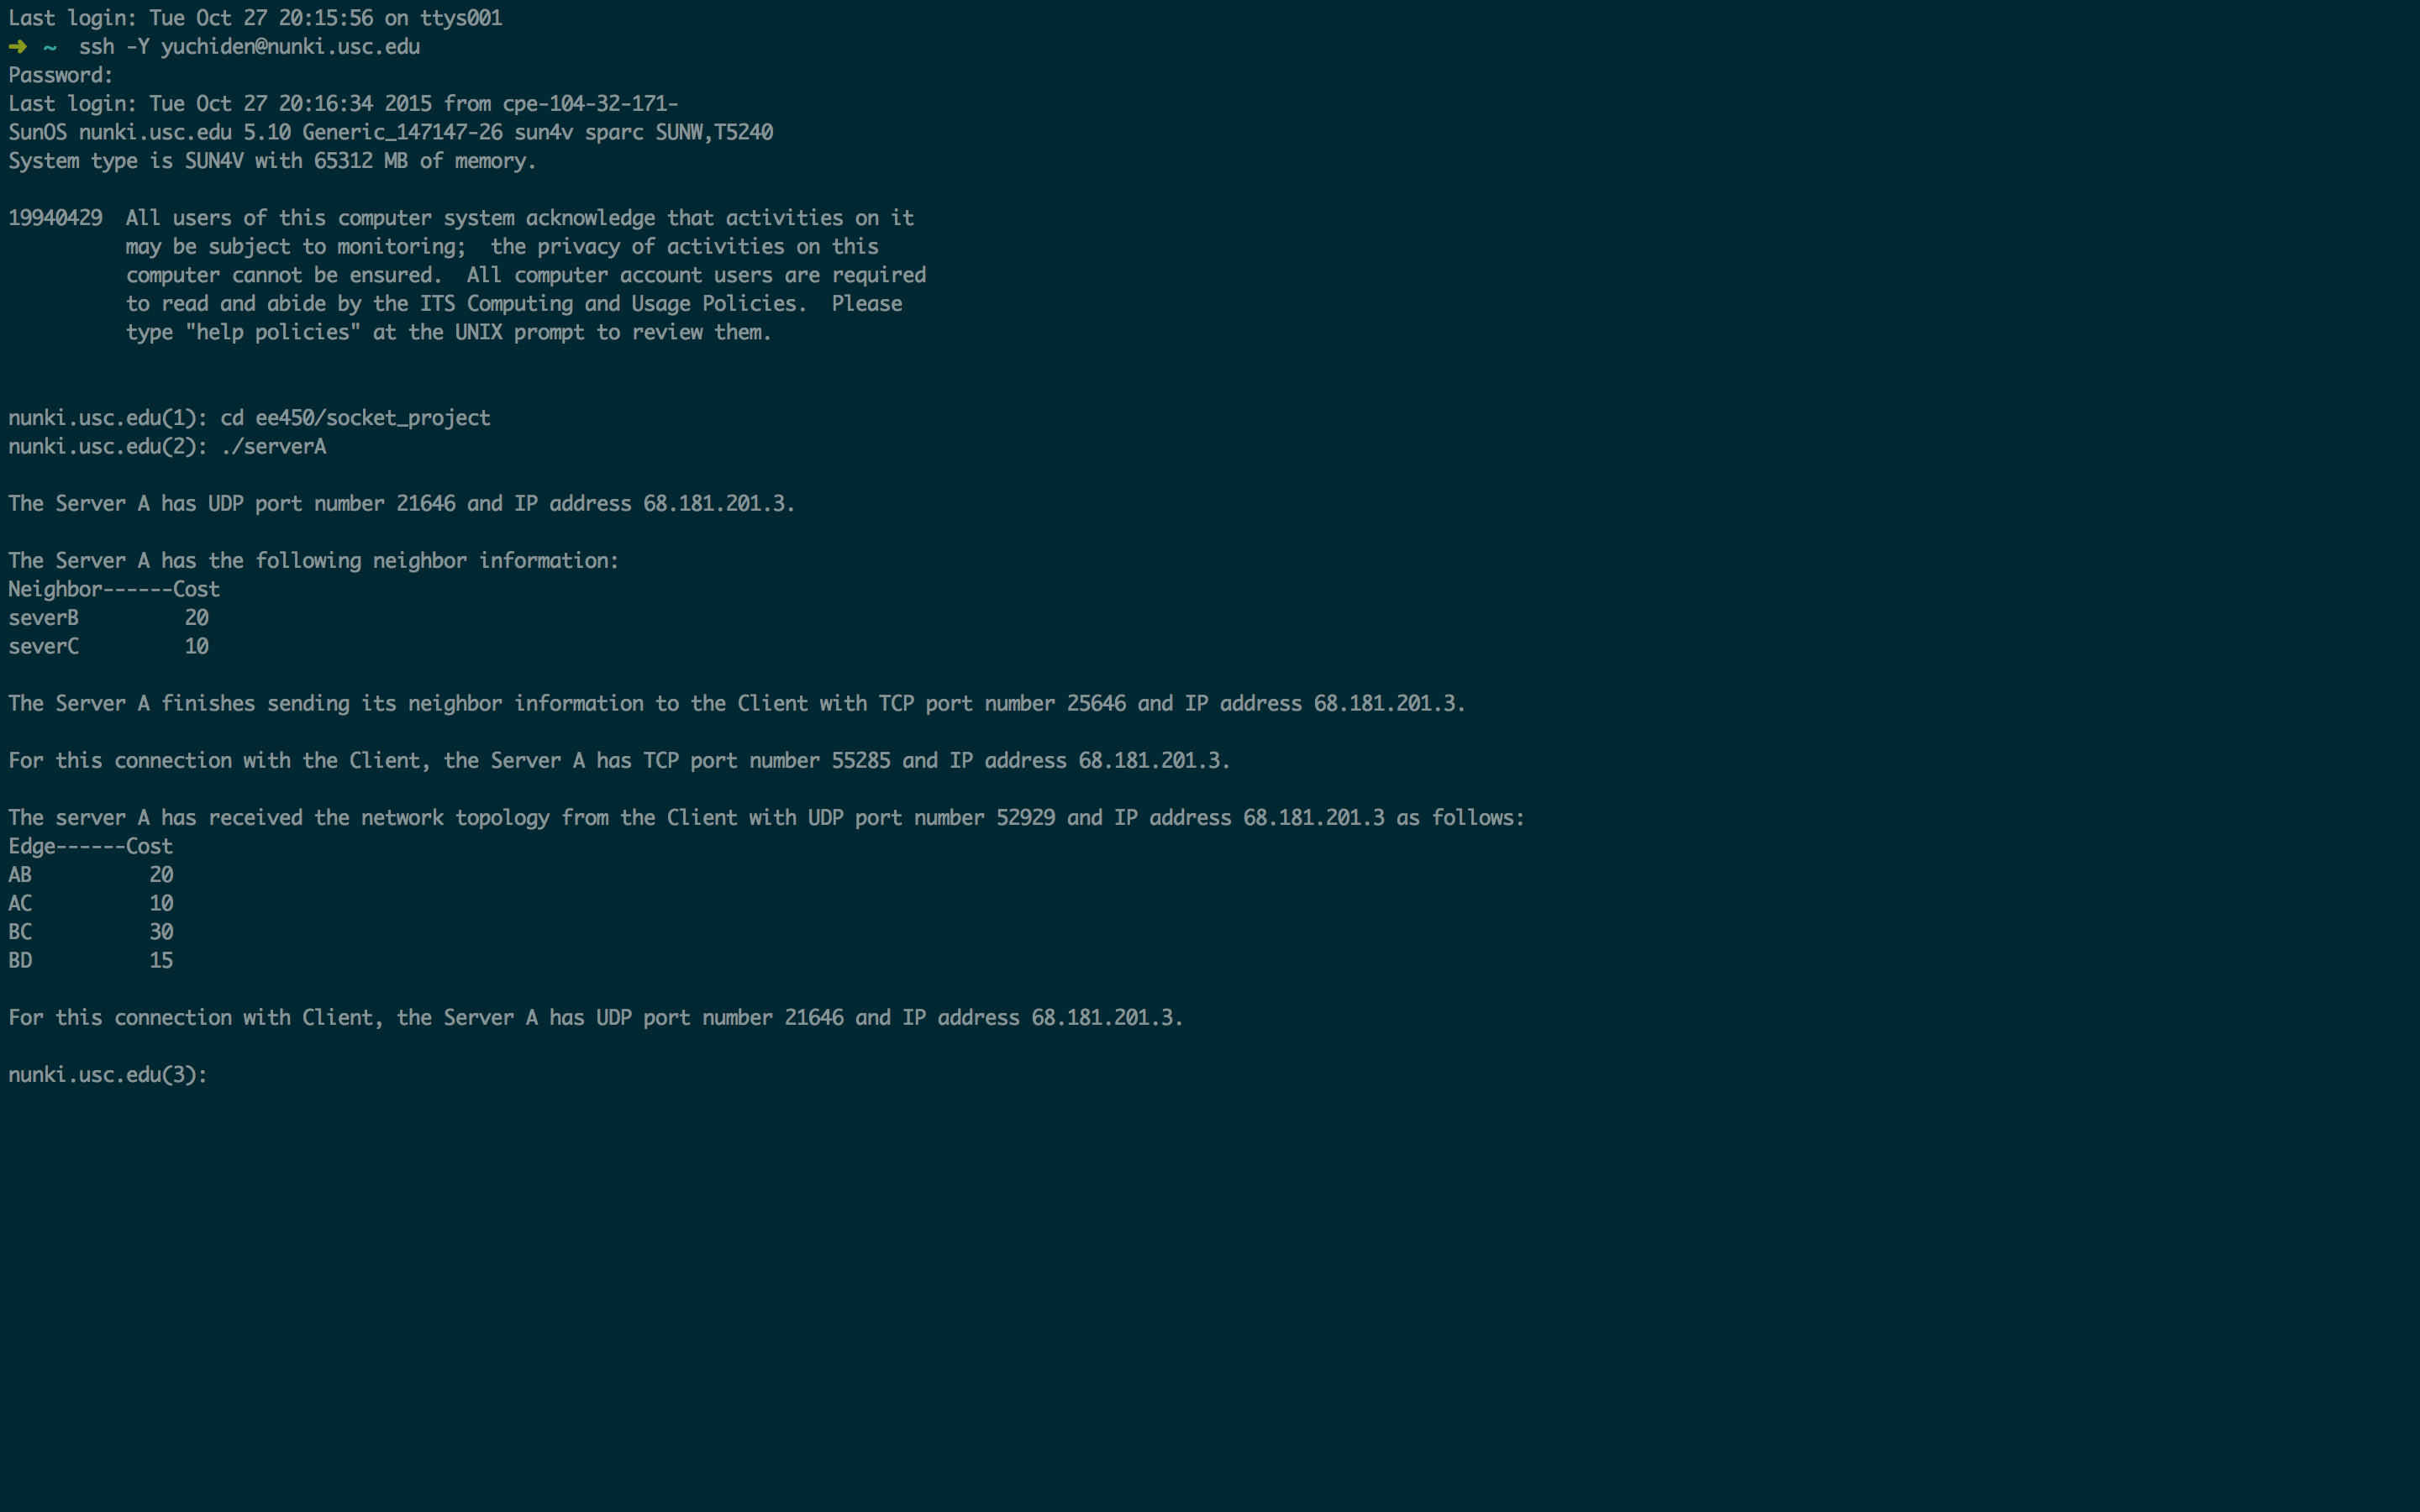 Last login: Tue Oct 27 20:15:56 on ttys001
➜ ~  ssh -Y yuchiden@nunki.usc.edu
Password:
Last login: Tue Oct 27 20:16:34 2015 from cpe-104-32-171-
SunOS nunki.usc.edu 5.10 Generic_147147-26 sun4v sparc SUNW,T5240
System type is SUN4V with 65312 MB of memory.
19940429  All users of this computer system acknowledge that activities on it
may be subject to monitoring;  the privacy of activities on this
computer cannot be ensured.  All computer account users are required
to read and abide by the ITS Computing and Usage Policies.  Please
type "help policies" at the UNIX prompt to review them.
nunki.usc.edu(1): cd ee450/socket_project
nunki.usc.edu(2): ./serverA
The Server A has UDP port number 21646 and IP address 68.181.201.3.
The Server A has the following neighbor information:
Neighbor------Cost
severB         20
severC         10
The Server A finishes sending its neighbor information to the Client with TCP port number 25646 and IP address 68.181.201.3.
For this connection with the Client, the Server A has TCP port number 55285 and IP address 68.181.201.3.
The server A has received the network topology from the Client with UDP port number 52929 and IP address 68.181.201.3 as follows:
Edge------Cost
AB          20
AC          10
BC          30
BD          15
For this connection with Client, the Server A has UDP port number 21646 and IP address 68.181.201.3.
nunki.usc.edu(3):